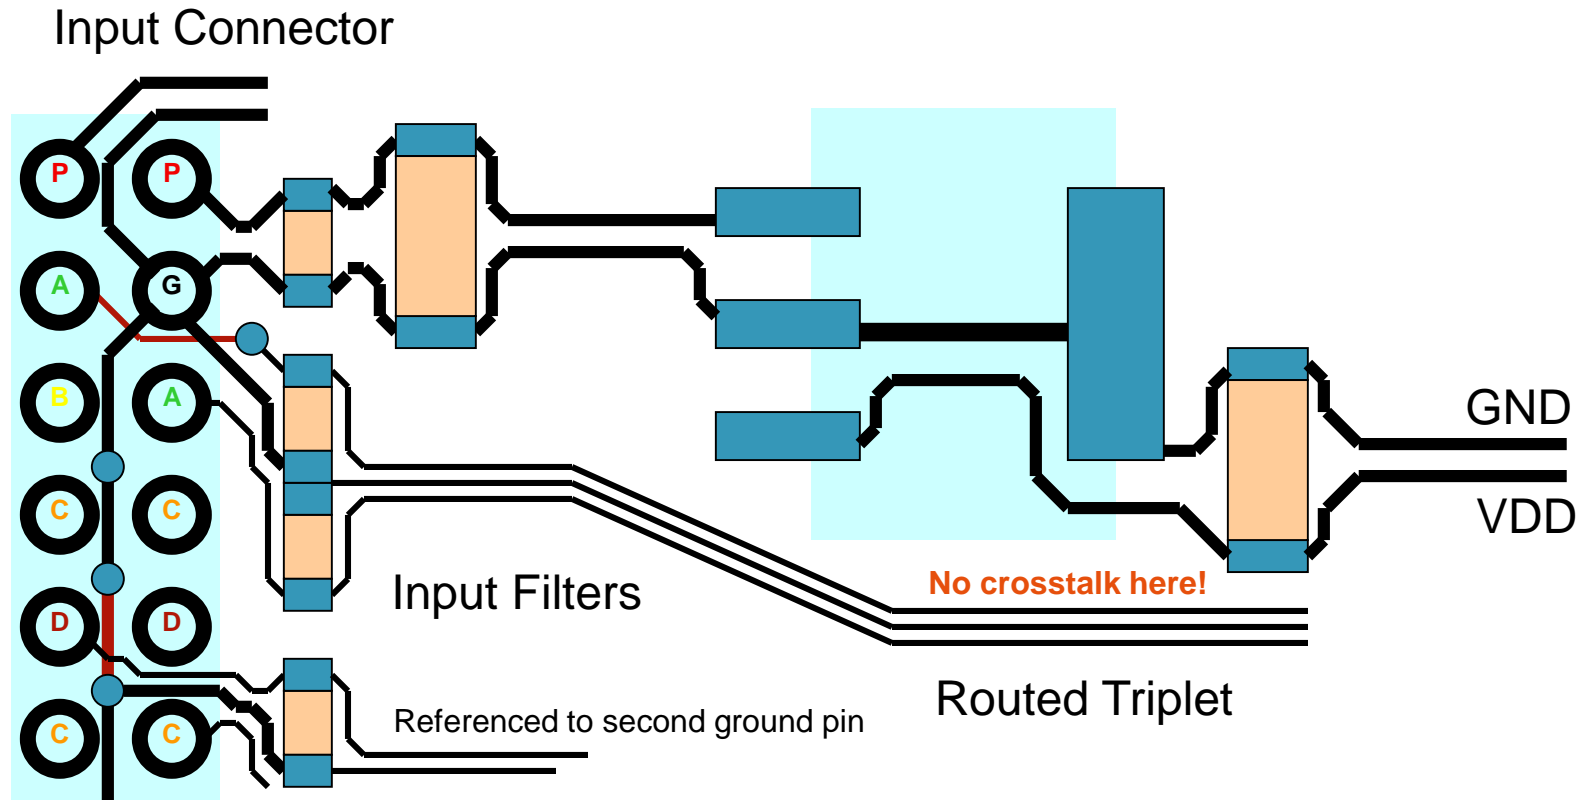 Input Connector
P P
A G
B A
C C
D D
C C
GND
VDD
Input Filters
No crosstalk here!
Routed Triplet
Referenced to second ground pin